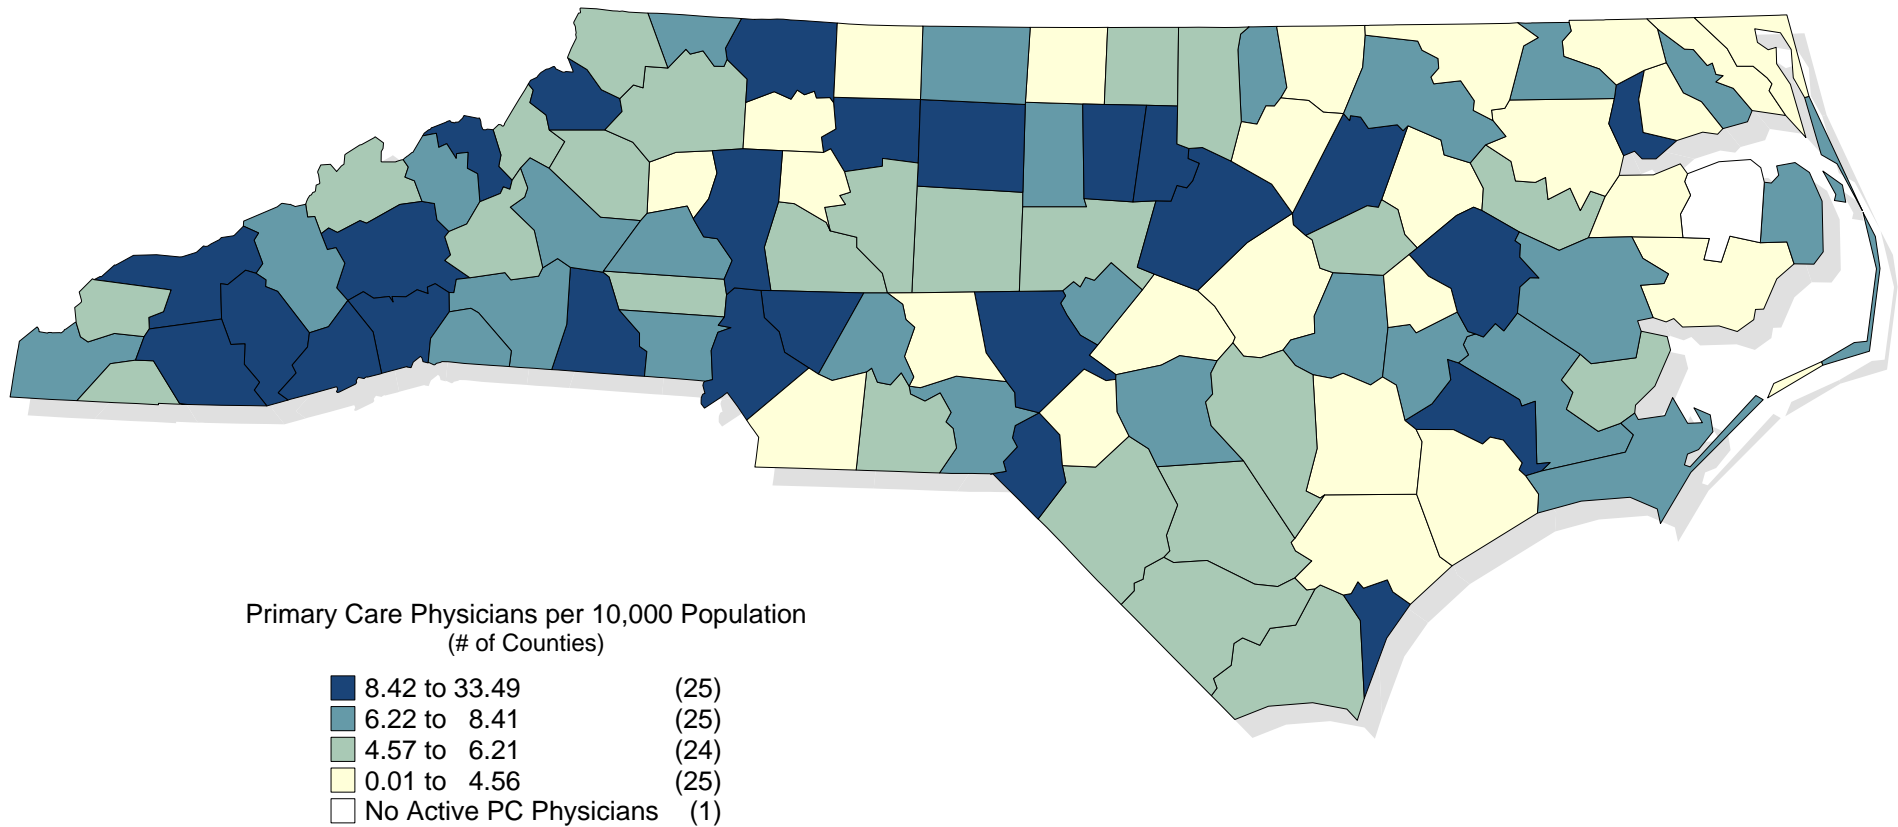 Primary Care Physicians per 10,000 Population
(# of Counties)
8.42 to 33.49 (25)
6.22 to 8.41 (25)
4.57 to 6.21 (24)
0.01 to 4.56 (25)
No Active PC Physicians (1)